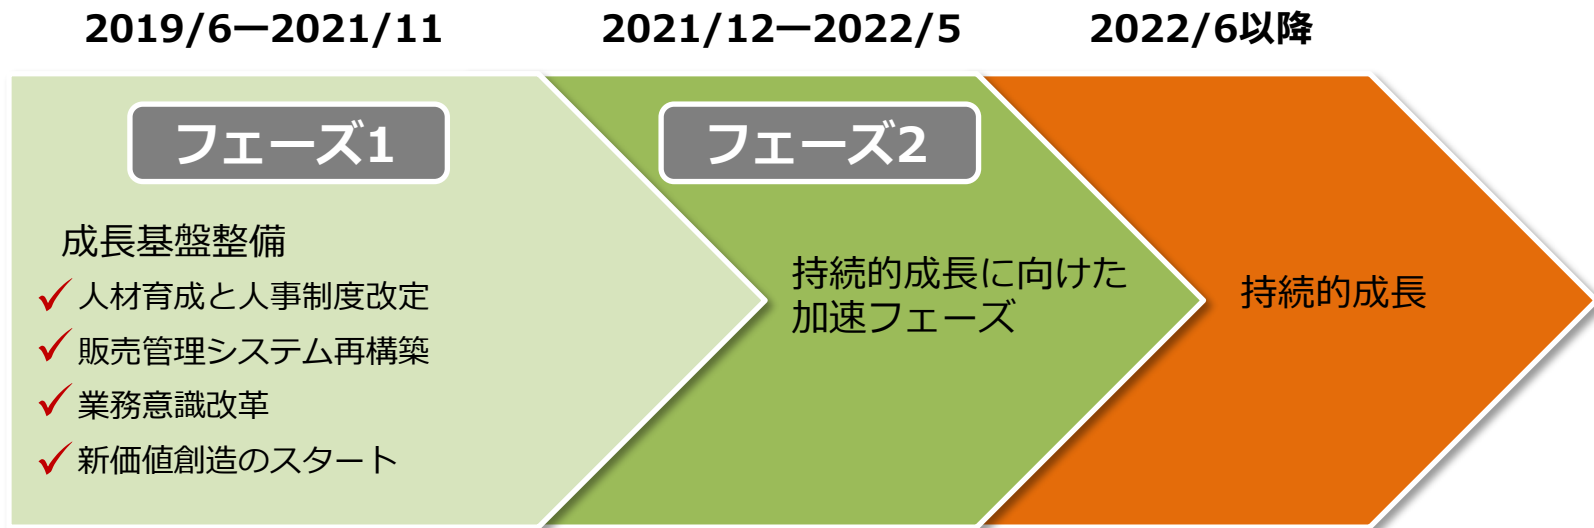 2019/6ー2021/11
2021/12ー2022/5
2022/6以降
フェーズ1
フェーズ2
成長基盤整備
人材育成と人事制度改定
販売管理システム再構築
業務意識改革
新価値創造のスタート
持続的成長に向けた
加速フェーズ
持続的成長